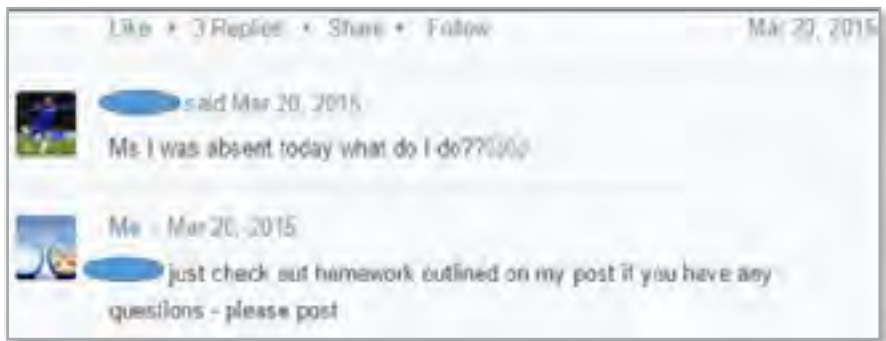 Like • 3 Replies • Share • Follow Mar 20, 2015
said Mar 20, 2015
Ms I was absent today what do I do??
Me - Mar 20, 2015
just check out homework outlined on my post if you have any
questions - please post